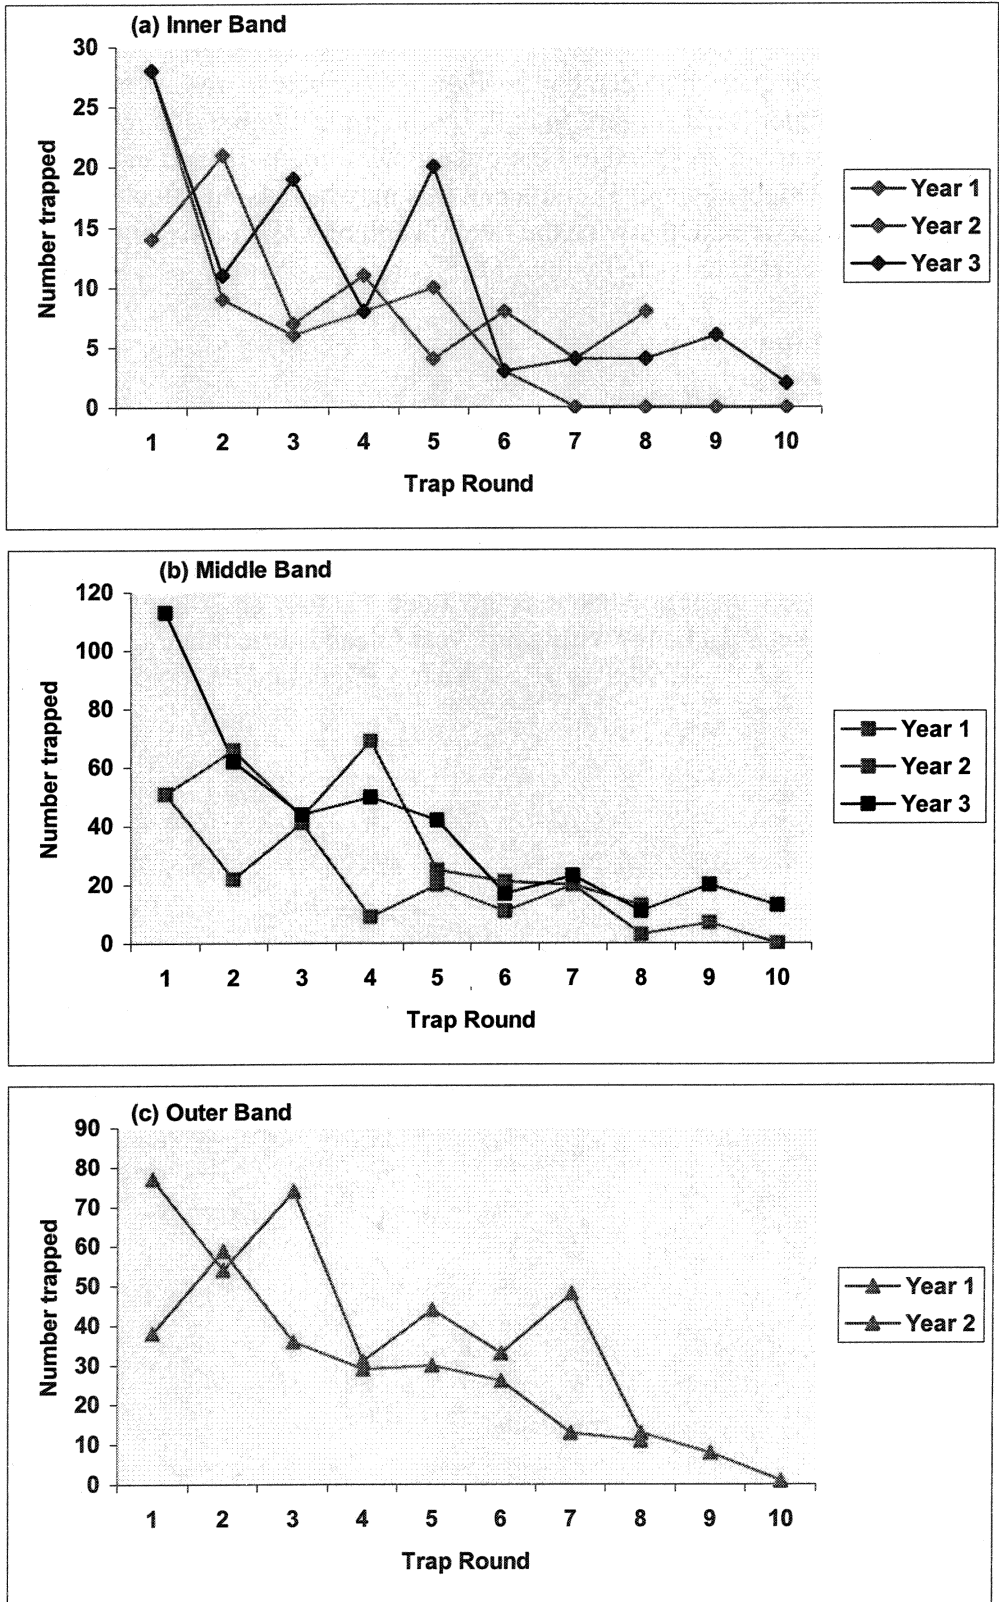 (a) Inner Band
30
25
20
15
10
5
0
Number trapped
1 2 3 4 5 6 7 8 9 10
Trap Round
Year 1
Year 2
Year 3
(b) Middle Band
120
100
80
60
40
20
0
Number trapped
1 2 3 4 5 6 7 8 9 10
Trap Round
Year 1
Year 2
Year 3
(c) Outer Band
90
80
70
60
50
40
30
20
10
0
Number trapped
1 2 3 4 5 6 7 8 9 10
Trap Round
Year 1
Year 2